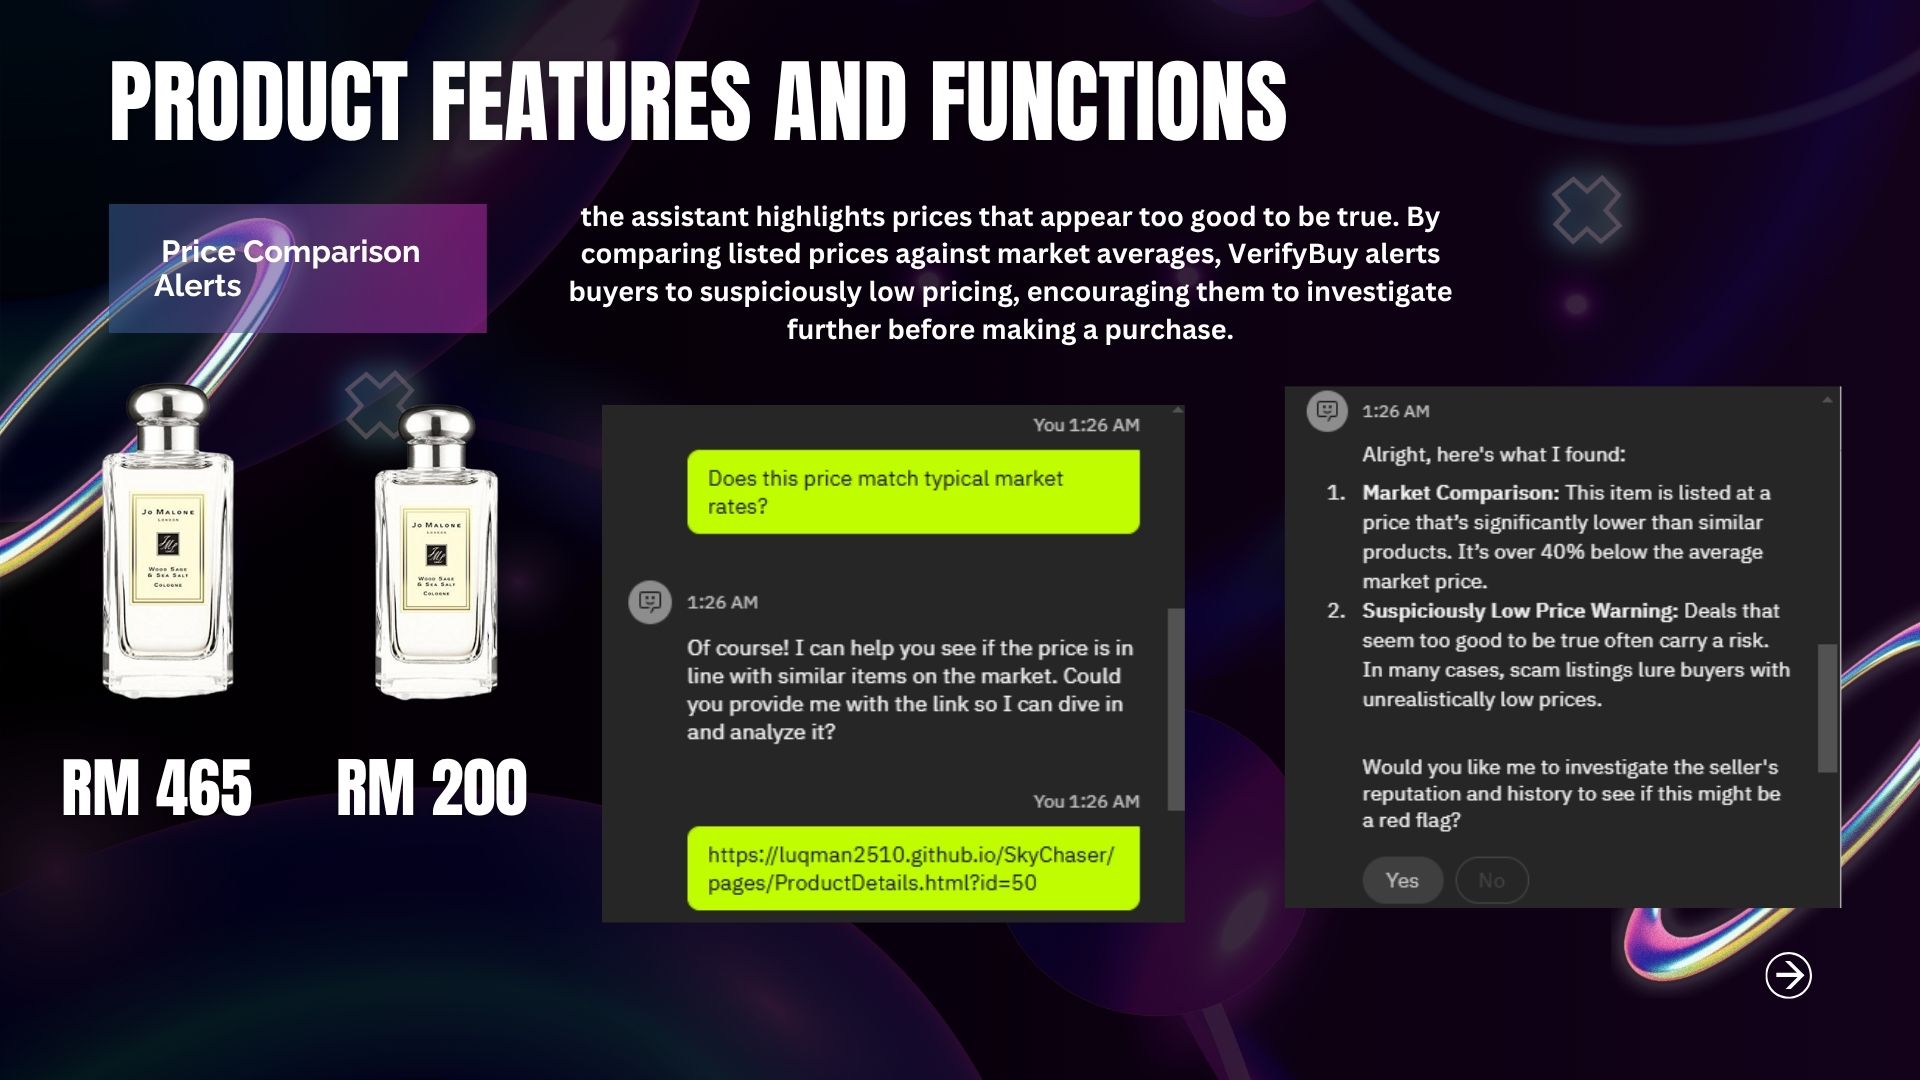 PRODUCT FEATURES AND FUNCTIONS
Price Comparison
Alerts
the assistant highlights prices that appear too good to be true. By
comparing listed prices against market averages, VerifyBuy alerts
buyers to suspiciously low pricing, encouraging them to investigate
further before making a purchase.
JO MALONE
LONDON
WOOD SAGE
& SEA SALT
COLOGNE
RM 465
JO MALONE
LONDON
WOOD SAGE
& SEA SALT
COLOGNE
RM 200
You 1:26 AM
Does this price match typical market
rates?
1:26 AM
Of course! I can help you see if the price is in
line with similar items on the market. Could
you provide me with the link so I can dive in
and analyze it?
You 1:26 AM
https://luqman2510.github.io/SkyChaser/
pages/ProductDetails.html?id=50
1:26 AM
Alright, here's what I found:
1. Market Comparison: This item is listed at a
price that’s significantly lower than similar
products. It’s over 40% below the average
market price.
2. Suspiciously Low Price Warning: Deals that
seem too good to be true often carry a risk.
In many cases, scam listings lure buyers with
unrealistically low prices.
Would you like me to investigate the seller's
reputation and history to see if this might be
a red flag?
Yes
No